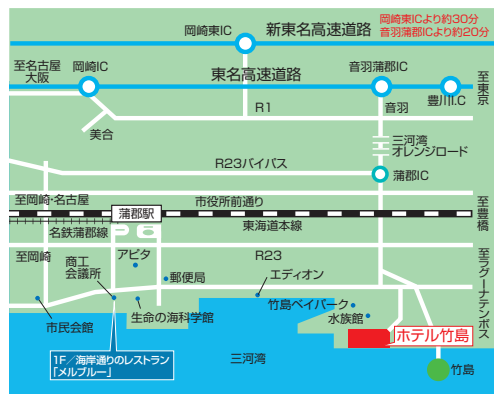 岡崎東ICより約30分
音羽蒲郡ICより約20分
岡崎東IC
新東名高速道路
至名古屋
大阪
岡崎IC
東名高速道路
音羽蒲郡IC
豊川I.C
至東京
R1
音羽
美合
三河湾
オレンジロード
R23バイパス
蒲郡IC
至岡崎・名古屋
市役所前通り
蒲郡駅
至豊橋
名鉄蒲郡線
東海道本線
至岡崎
商工
会議所
アピタ
R23
郵便局
エディオン
至ラグーナテンボス
竹島ベイパーク
水族館
市民会館
生命の海科学館
ホテル竹島
1F／海岸通りのレストラン
「メルブルー」
三河湾
竹島